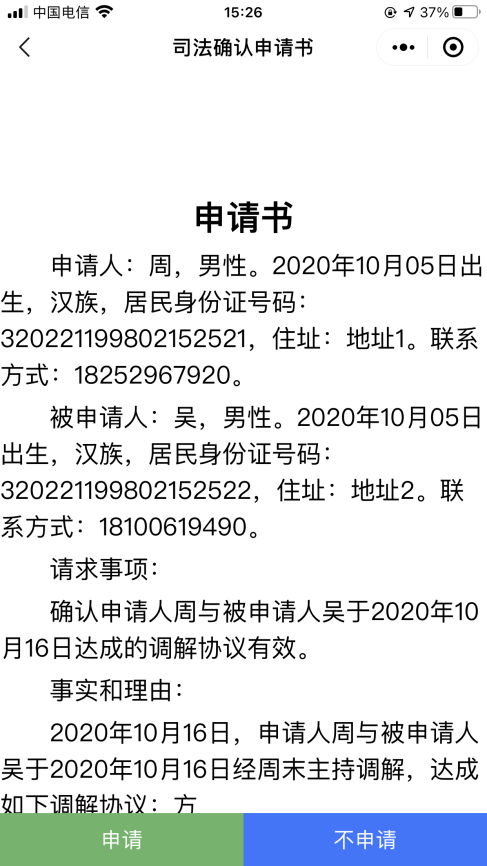 中国电信 15:26 37%
司法确认申请书
申请书
申请人：周，男性。2020年10月05日出
生，汉族，居民身份证号码：
320221199802152521，住址：地址1。联系
方式：18252967920。
被申请人：吴，男性。2020年10月05日
出生，汉族，居民身份证号码：
320221199802152522，住址：地址2。联
系方式：18100619490。
请求事项：
确认申请人周与被申请人吴于2020年10
月16日达成的调解协议有效。
事实和理由：
2020年10月16日，申请人周与被申请人
吴于2020年10月16日经周末主持调解，达成
如下调解协议：方
申请 不申请